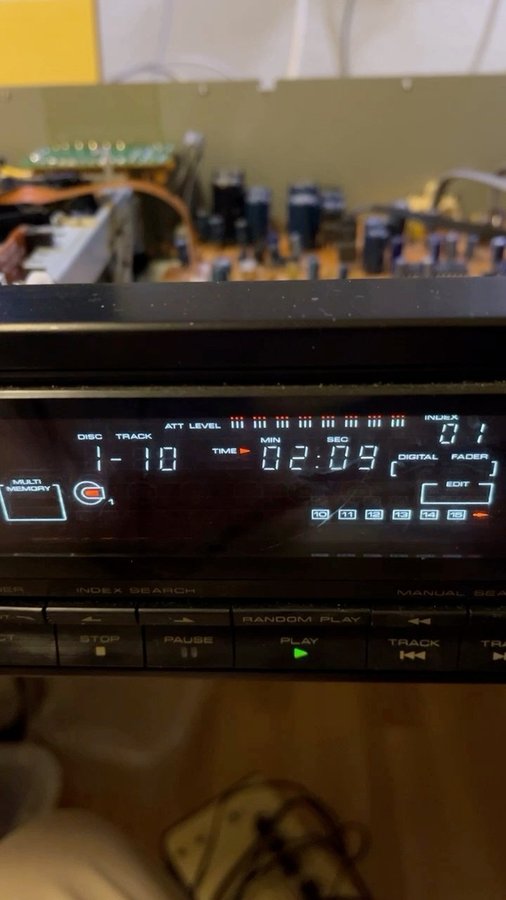 ATT LEVEL INDEX
DISC TRACK MIN SEC 01
1-10 TIME 02:09
DIGITAL FADER
MULTI MEMORY
EDIT
1
10 11 12 13 14 15
INDEX SEARCH MANUAL
RANDOM PLAY
STOP PAUSE PLAY TRACK